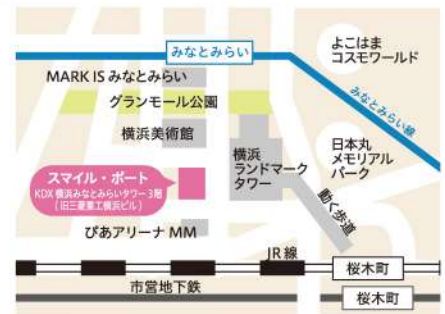 みなとみらい
よこはま
コスモワールド
MARK IS みなとみらい
グランモール公園
みなとみらい線
横浜美術館
横浜
ランドマーク
タワー
日本丸
メモリアル
パーク
スマイル・ポート
KDX 横浜みなとみらいタワー 3階
(旧三菱重工横浜ビル)
動く歩道
ぴあアリーナ MM
JR線
桜木町
市営地下鉄
桜木町